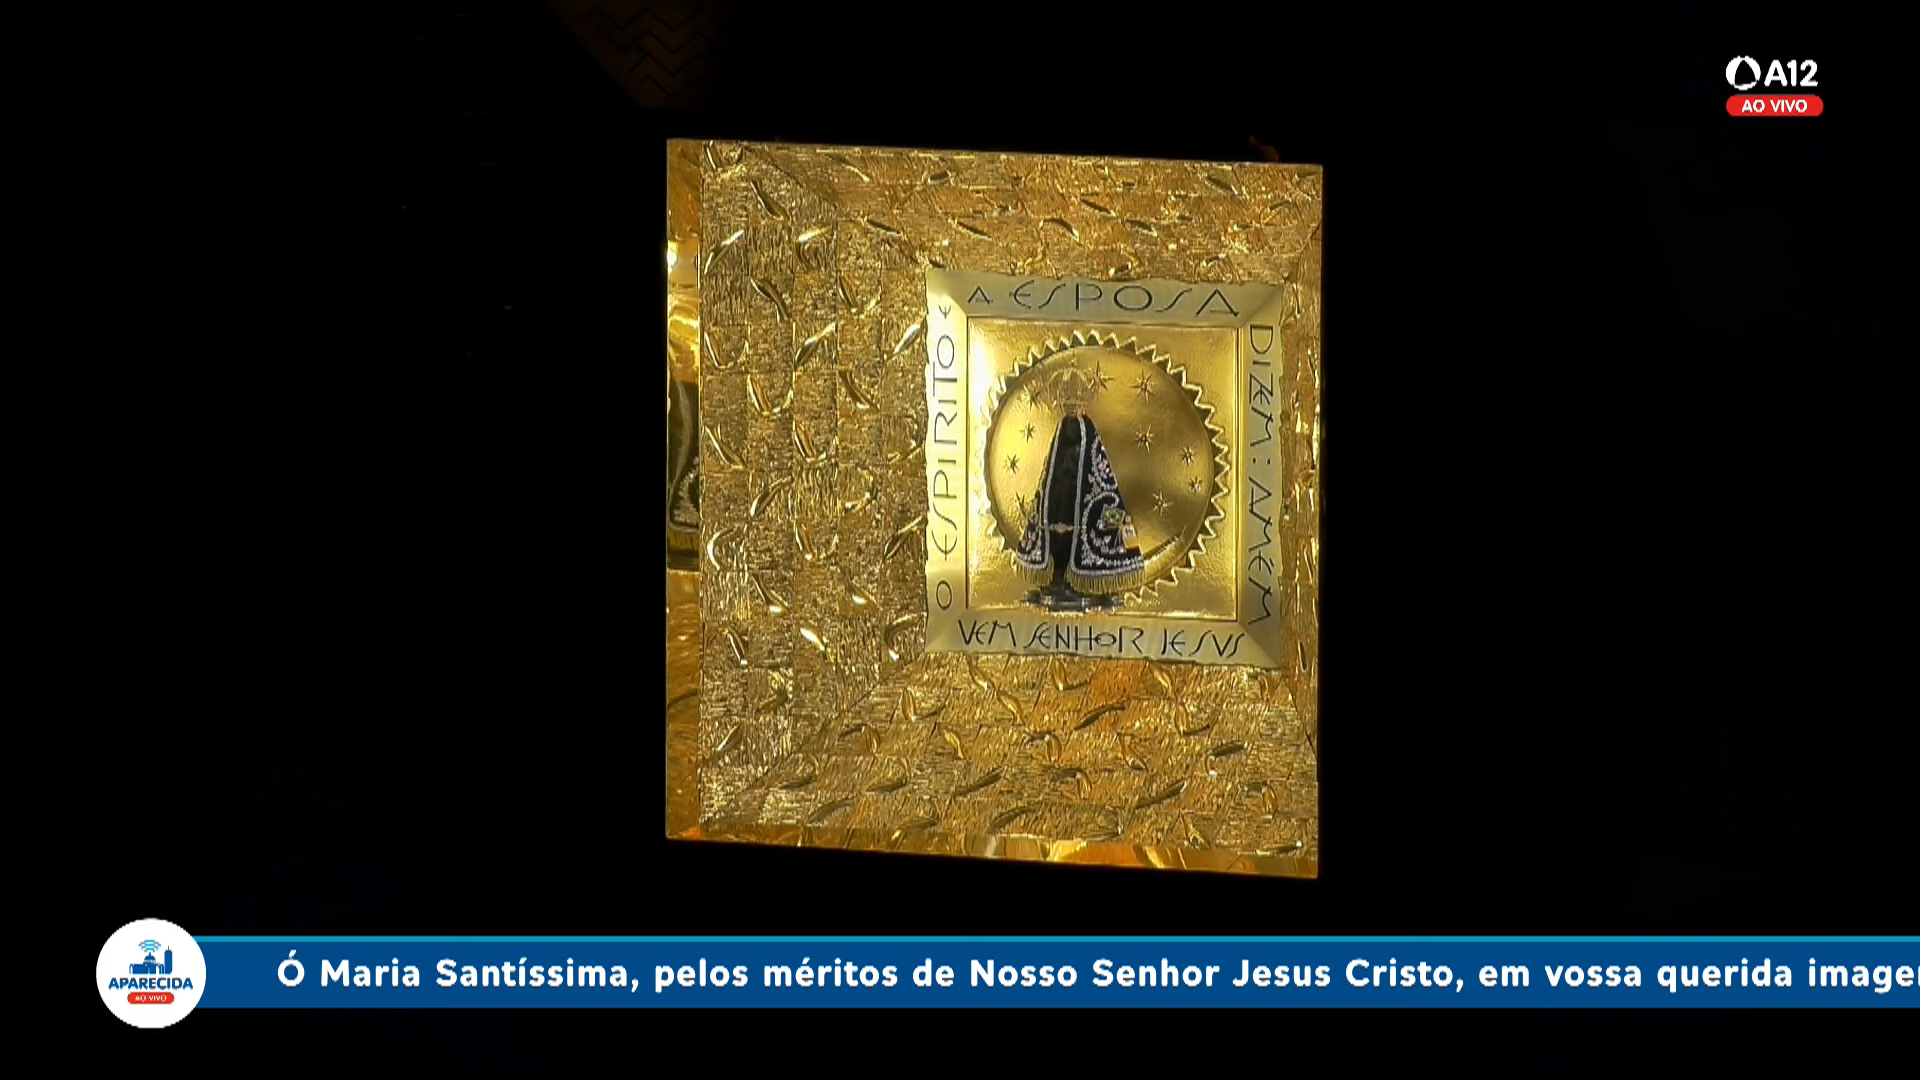 A12
AO VIVO
A ESPOSA
DIZEM: AMÉM
O ESPIRITO E
VEM SENHOR JESUS
APARECIDA
AO VIVO
Ó Maria Santíssima, pelos méritos de Nosso Senhor Jesus Cristo, em vossa querida imagem